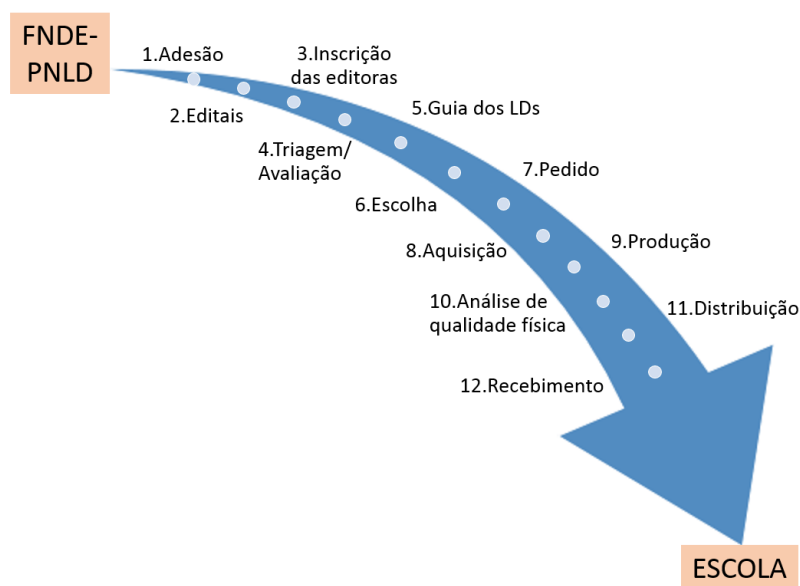 FNDE-
PNLD
1.Adesão
2.Editais
3.Inscrição
das editoras
4.Triagem/
Avaliação
5.Guia dos LDs
6.Escolha
7.Pedido
8.Aquisição
9.Produção
10.Análise de
qualidade física
11.Distribuição
12.Recebimento
ESCOLA